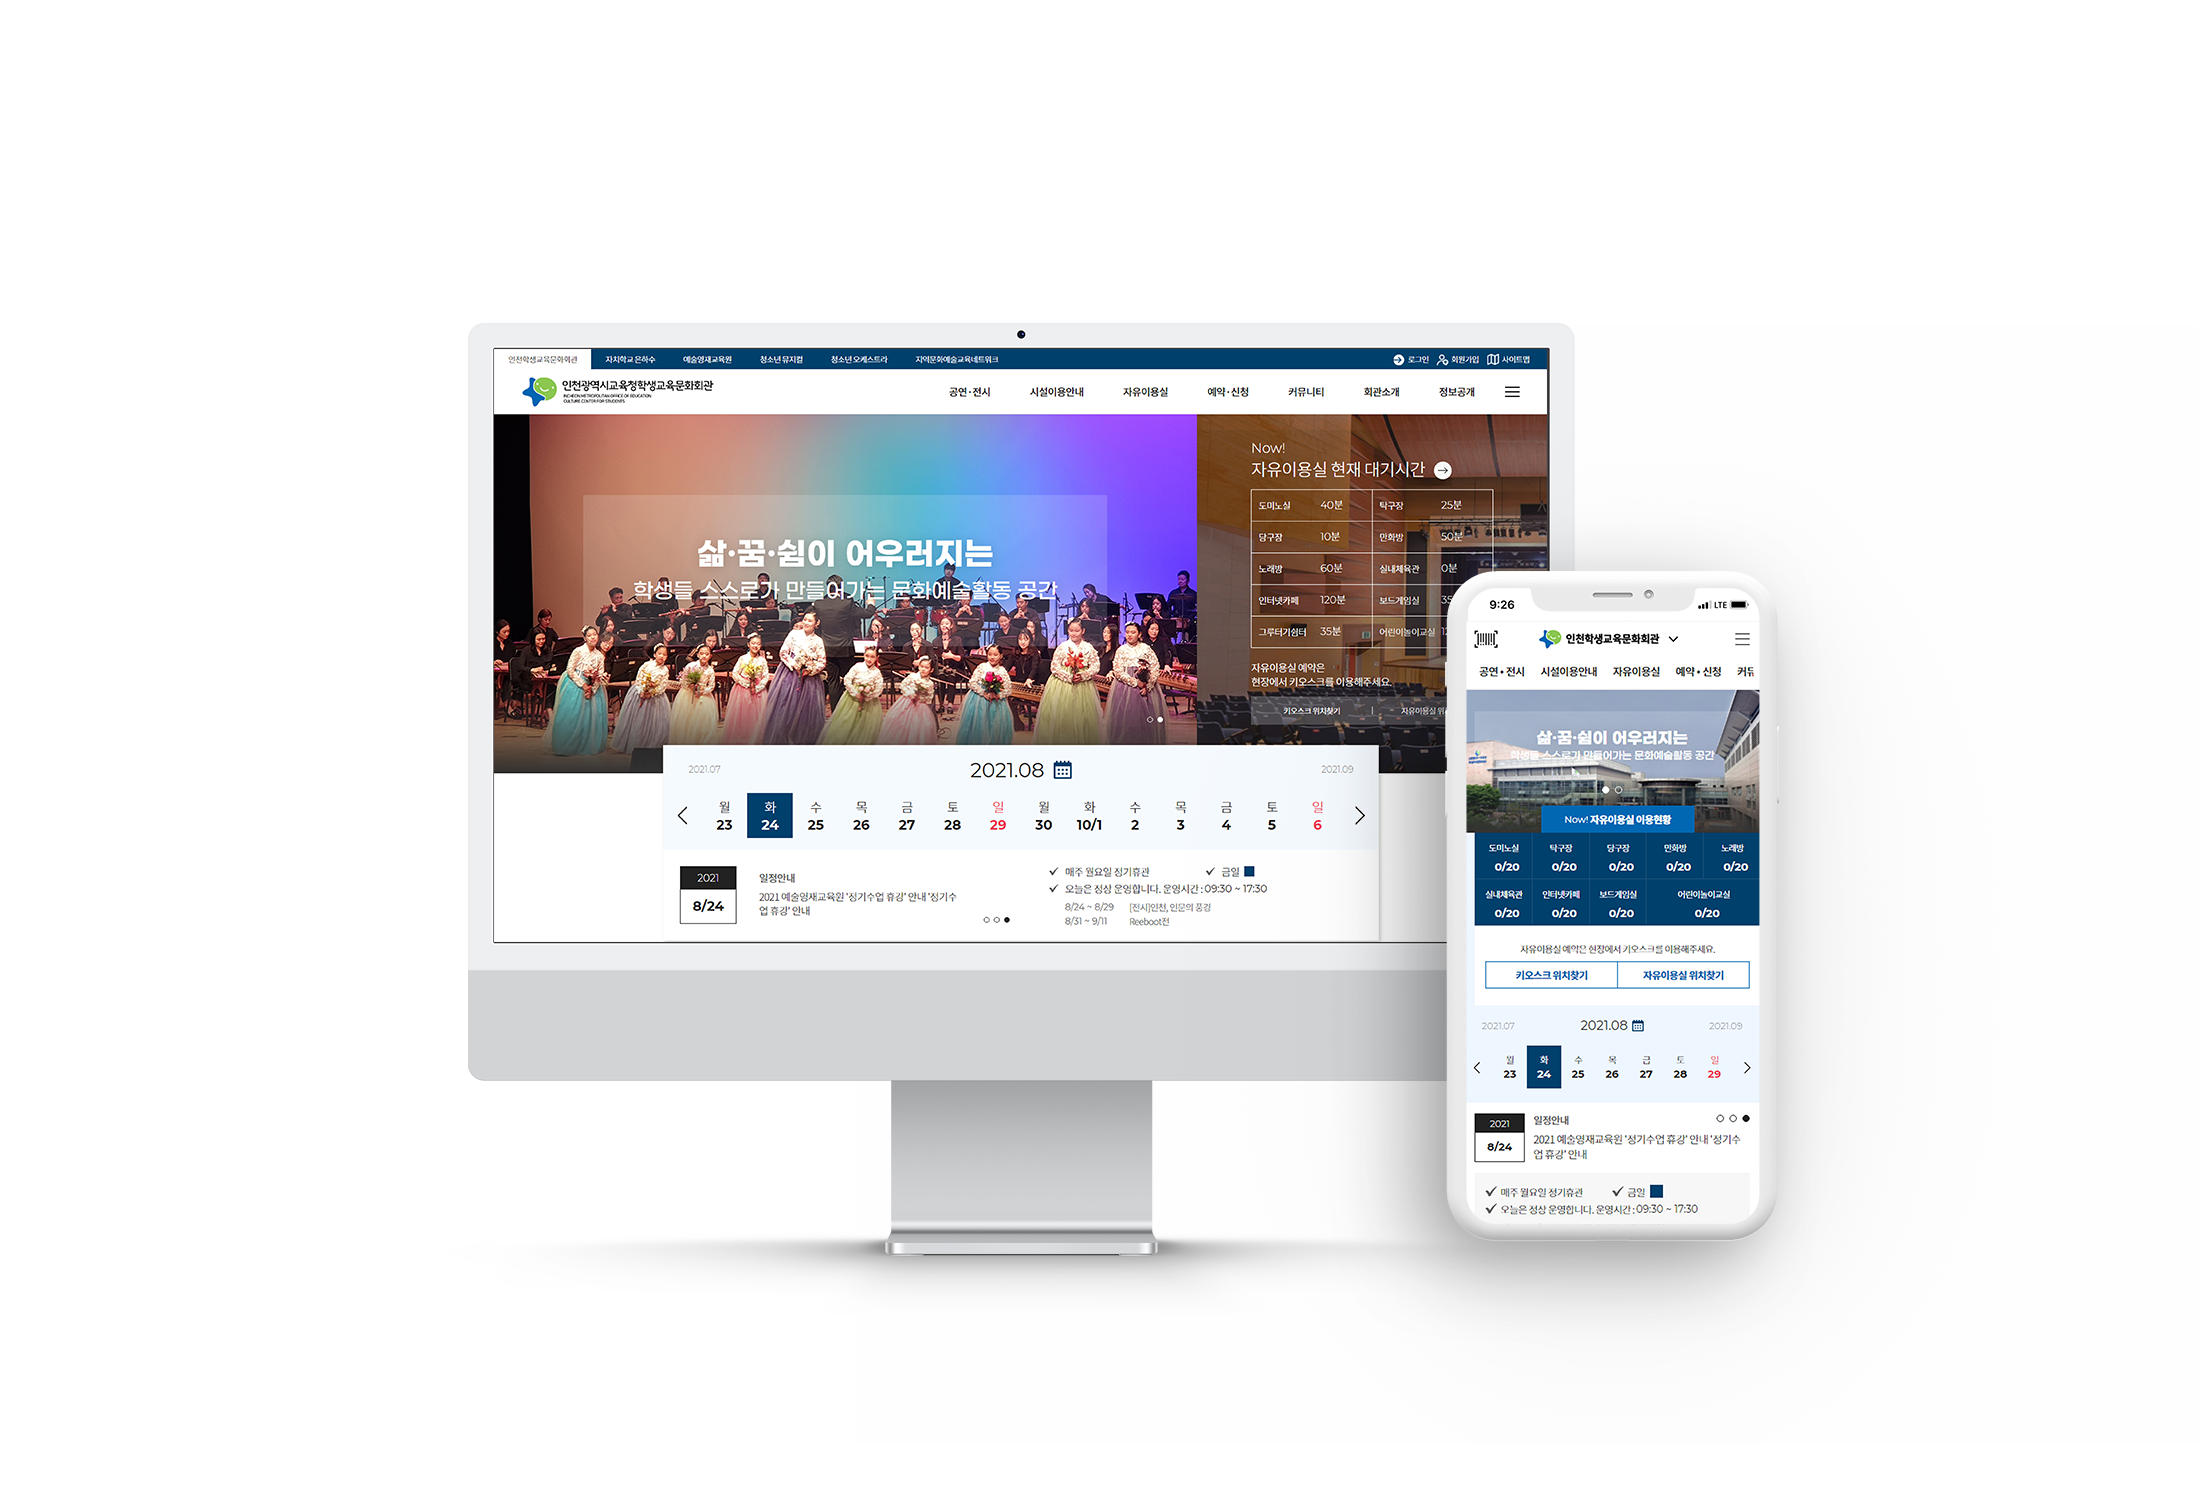 인천학생교육문화회관 자치학교 은하수 예술영재교육원 청소년 뮤지컬 청소년 오케스트라 지역문화예술교육네트워크 로그인 회원가입 사이트맵
인천광역시교육청학생교육문화회관
INCHEON METROPOLITAN OFFICE OF EDUCATION
CULTURE CENTER FOR STUDENTS
공연·전시 시설이용안내 자유이용실 예약·신청 커뮤니티 회관소개 정보공개
삶·꿈·쉼이 어우러지는
학생들 스스로가 만들어가는 문화예술활동 공간
Now!
자유이용실 현재 대기시간
도미노실 40분 탁구장 25분
당구장 10분 만화방 50분
노래방 60분 실내체육관 0분
인터넷카페 120분 보드게임실 35
그루터기쉼터 35분 어린이놀이교실
자유이용실 예약은
현장에서 키오스크를 이용해주세요.
키오스크 위치찾기 | 자유이용실 위
2021.07 2021.08 2021.09
월 화 수 목 금 토 일 월 화 수 목 금 토 일
23 24 25 26 27 28 29 30 10/1 2 3 4 5 6
2021
8/24
일정안내
2021 예술영재교육원 '정기수업 휴강' 안내 '정기수
업 휴강' 안내
매주 월요일 정기휴관 금일
오늘은 정상 운영합니다. 운영시간 : 09:30 ~ 17:30
8/24 ~ 8/29 [전시]인천, 인문의 풍경
8/31 ~ 9/11 Reeboot전
9:26 LTE
인천학생교육문화회관
공연·전시 시설이용안내 자유이용실 예약·신청 커뮤
삶·꿈·쉼이 어우러지는
학생들 스스로가 만들어가는 문화예술활동 공간
Now! 자유이용실 이용현황
도미노실 탁구장 당구장 만화방 노래방
0/20 0/20 0/20 0/20 0/20
실내체육관 인터넷카페 보드게임실 어린이놀이교실
0/20 0/20 0/20 0/20
자유이용실 예약은 현장에서 키오스크를 이용해주세요.
키오스크 위치찾기 자유이용실 위치찾기
2021.07 2021.08 2021.09
월 화 수 목 금 토 일
23 24 25 26 27 28 29
2021
8/24
일정안내
2021 예술영재교육원 '정기수업 휴강' 안내 '정기수
업 휴강' 안내
매주 월요일 정기휴관 금일
오늘은 정상 운영합니다. 운영시간 : 09:30 ~ 17:30